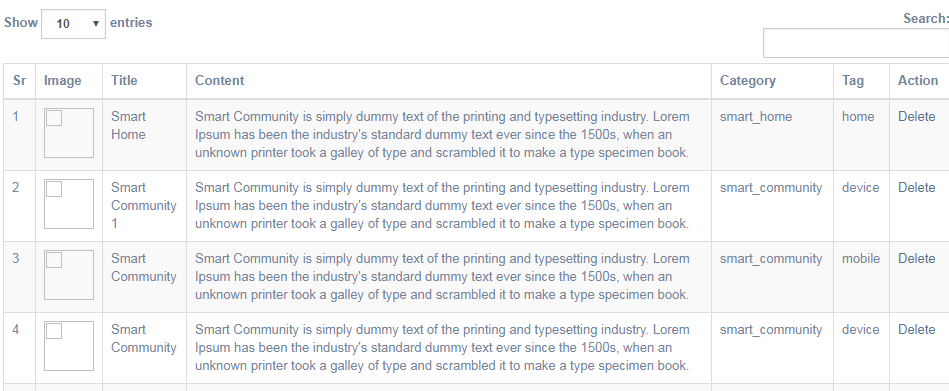 Show 10 entries
Search:
Sr Image Title Content Category Tag Action
1 Smart Home Smart Community is simply dummy text of the printing and typesetting industry. Lorem smart_home home Delete
Ipsum has been the industry's standard dummy text ever since the 1500s, when an
unknown printer took a galley of type and scrambled it to make a type specimen book.
2 Smart Community 1 Smart Community is simply dummy text of the printing and typesetting industry. Lorem smart_community device Delete
Ipsum has been the industry's standard dummy text ever since the 1500s, when an
unknown printer took a galley of type and scrambled it to make a type specimen book.
3 Smart Community Smart Community is simply dummy text of the printing and typesetting industry. Lorem smart_community mobile Delete
Ipsum has been the industry's standard dummy text ever since the 1500s, when an
unknown printer took a galley of type and scrambled it to make a type specimen book.
4 Smart Community Smart Community is simply dummy text of the printing and typesetting industry. Lorem smart_community device Delete
Ipsum has been the industry's standard dummy text ever since the 1500s, when an
unknown printer took a galley of type and scrambled it to make a type specimen book.